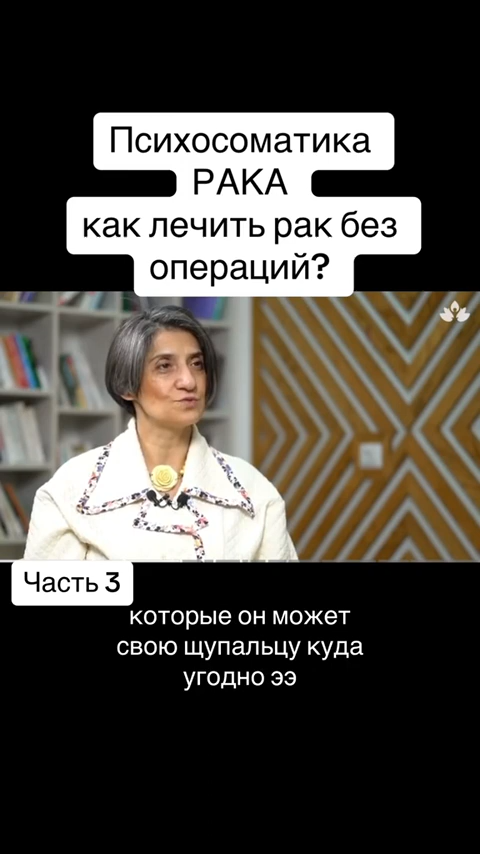 Психосоматика
РАКА
как лечить рак без
операций?
Часть 3
которые он может
свою щупальцу куда
угодно ээ